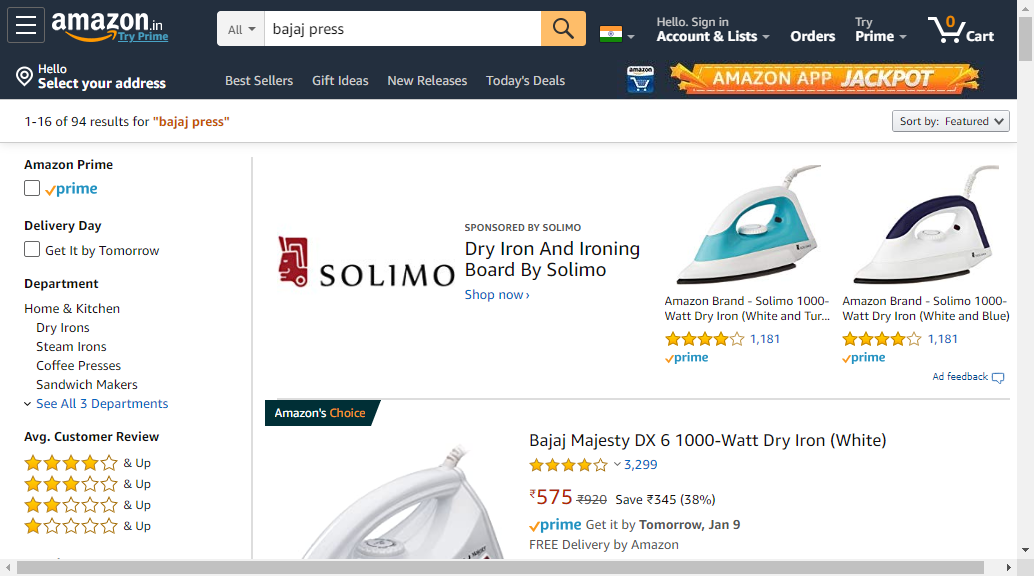 amazon.in
Try Prime
All
bajaj press
Hello. Sign in
Account & Lists
Orders
Try
Prime
0
Cart
Hello
Select your address
Best Sellers
Gift Ideas
New Releases
Today's Deals
amazon
AMAZON APP JACKPOT
1-16 of 94 results for "bajaj press"
Sort by: Featured
Amazon Prime
prime
Delivery Day
Get It by Tomorrow
Department
Home & Kitchen
Dry Irons
Steam Irons
Coffee Presses
Sandwich Makers
See All 3 Departments
Avg. Customer Review
& Up
& Up
& Up
& Up
SOLIMO
SPONSORED BY SOLIMO
Dry Iron And Ironing
Board By Solimo
Shop now ›
Amazon Brand - Solimo 1000-
Watt Dry Iron (White and Tur...
1,181
prime
Amazon Brand - Solimo 1000-
Watt Dry Iron (White and Blue)
1,181
prime
Ad feedback
Amazon's Choice
Bajaj Majesty DX 6 1000-Watt Dry Iron (White)
3,299
₹575 ₹920 Save ₹345 (38%)
prime Get it by Tomorrow, Jan 9
FREE Delivery by Amazon